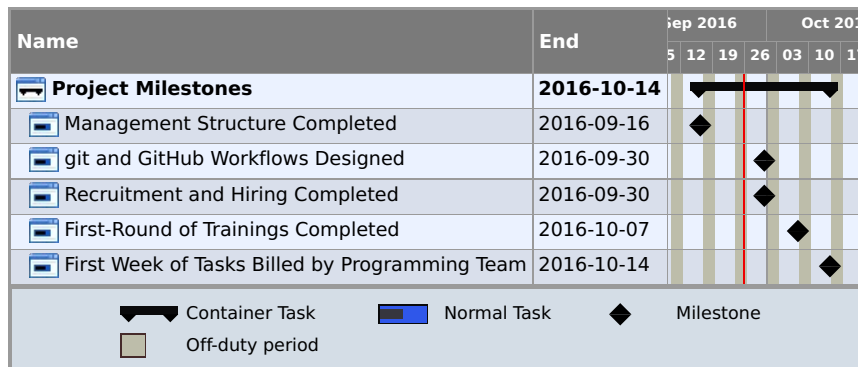 Name End Sep 2016 Oct 201
5 12 19 26 03 10 1
Project Milestones 2016-10-14
Management Structure Completed 2016-09-16
git and GitHub Workflows Designed 2016-09-30
Recruitment and Hiring Completed 2016-09-30
First-Round of Trainings Completed 2016-10-07
First Week of Tasks Billed by Programming Team 2016-10-14
Container Task Normal Task Milestone
Off-duty period